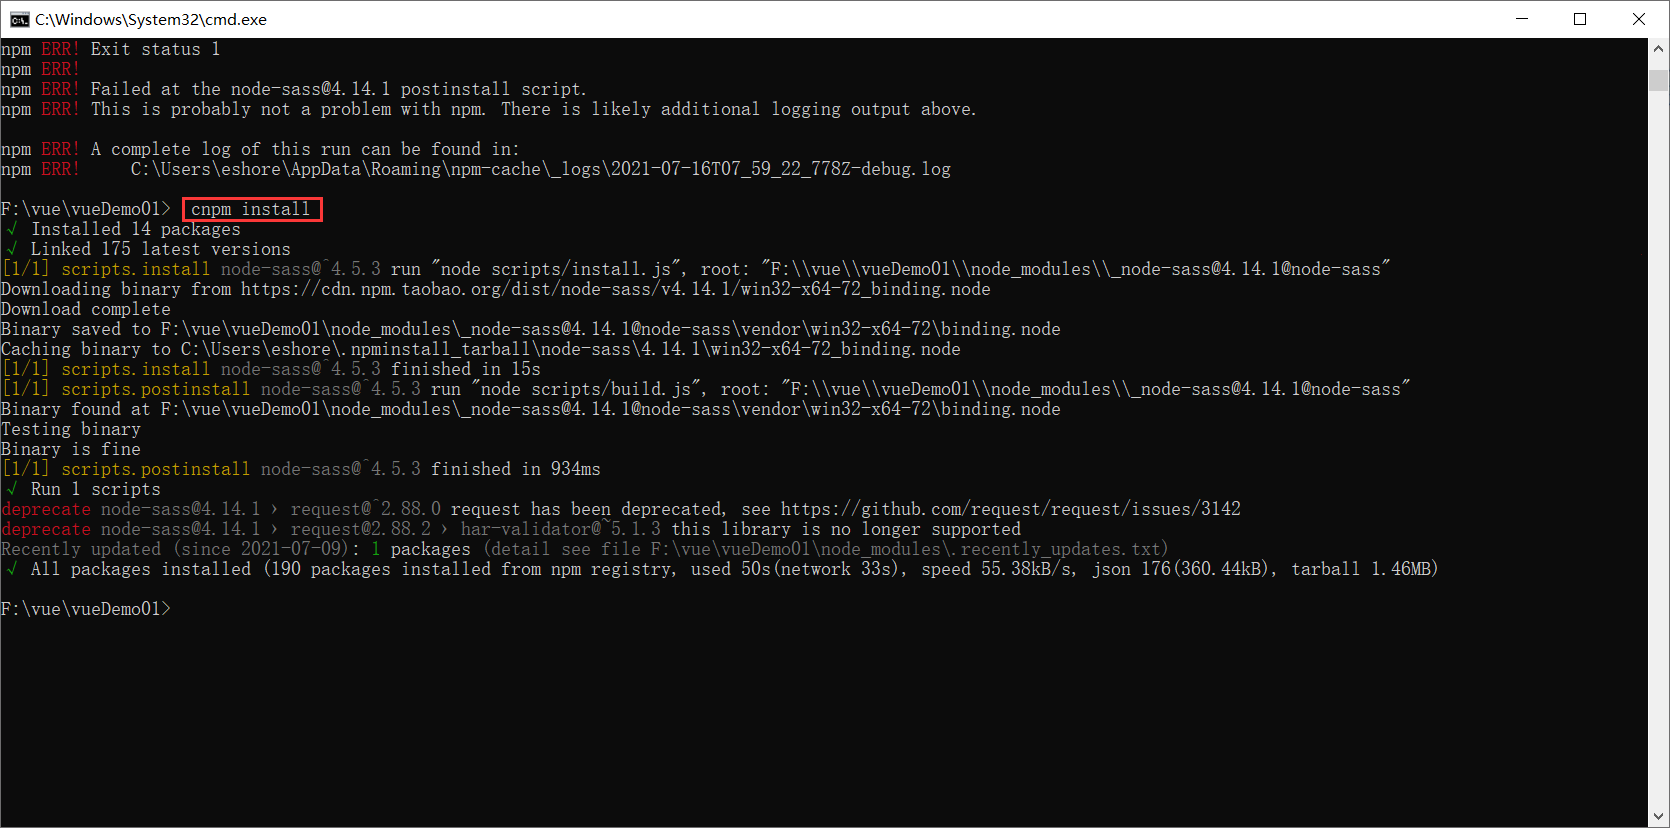 C:\Windows\System32\cmd.exe
npm ERR! Exit status 1
npm ERR!
npm ERR! Failed at the node-sass@4.14.1 postinstall script.
npm ERR! This is probably not a problem with npm. There is likely additional logging output above.
npm ERR! A complete log of this run can be found in:
npm ERR!     C:\Users\eshore\AppData\Roaming\npm-cache\_logs\2021-07-16T07_59_22_778Z-debug.log
F:\vue\vueDemo01> cnpm install
√ Installed 14 packages
√ Linked 175 latest versions
[1/1] scripts.install node-sass@^4.5.3 run "node scripts/install.js", root: "F:\\vue\\vueDemo01\\node_modules\\_node-sass@4.14.1@node-sass"
Downloading binary from https://cdn.npm.taobao.org/dist/node-sass/v4.14.1/win32-x64-72_binding.node
Download complete
Binary saved to F:\vue\vueDemo01\node_modules\_node-sass@4.14.1@node-sass\vendor\win32-x64-72\binding.node
Caching binary to C:\Users\eshore\.npminstall_tarball\node-sass\4.14.1\win32-x64-72_binding.node
[1/1] scripts.install node-sass@^4.5.3 finished in 15s
[1/1] scripts.postinstall node-sass@^4.5.3 run "node scripts/build.js", root: "F:\\vue\\vueDemo01\\node_modules\\_node-sass@4.14.1@node-sass"
Binary found at F:\vue\vueDemo01\node_modules\_node-sass@4.14.1@node-sass\vendor\win32-x64-72\binding.node
Testing binary
Binary is fine
[1/1] scripts.postinstall node-sass@^4.5.3 finished in 934ms
√ Run 1 scripts
deprecate node-sass@4.14.1 › request@^2.88.0 request has been deprecated, see https://github.com/request/request/issues/3142
deprecate node-sass@4.14.1 › request@2.88.2 › har-validator@~5.1.3 this library is no longer supported
Recently updated (since 2021-07-09): 1 packages (detail see file F:\vue\vueDemo01\node_modules\.recently_updates.txt)
√ All packages installed (190 packages installed from npm registry, used 50s(network 33s), speed 55.38kB/s, json 176(360.44kB), tarball 1.46MB)
F:\vue\vueDemo01>